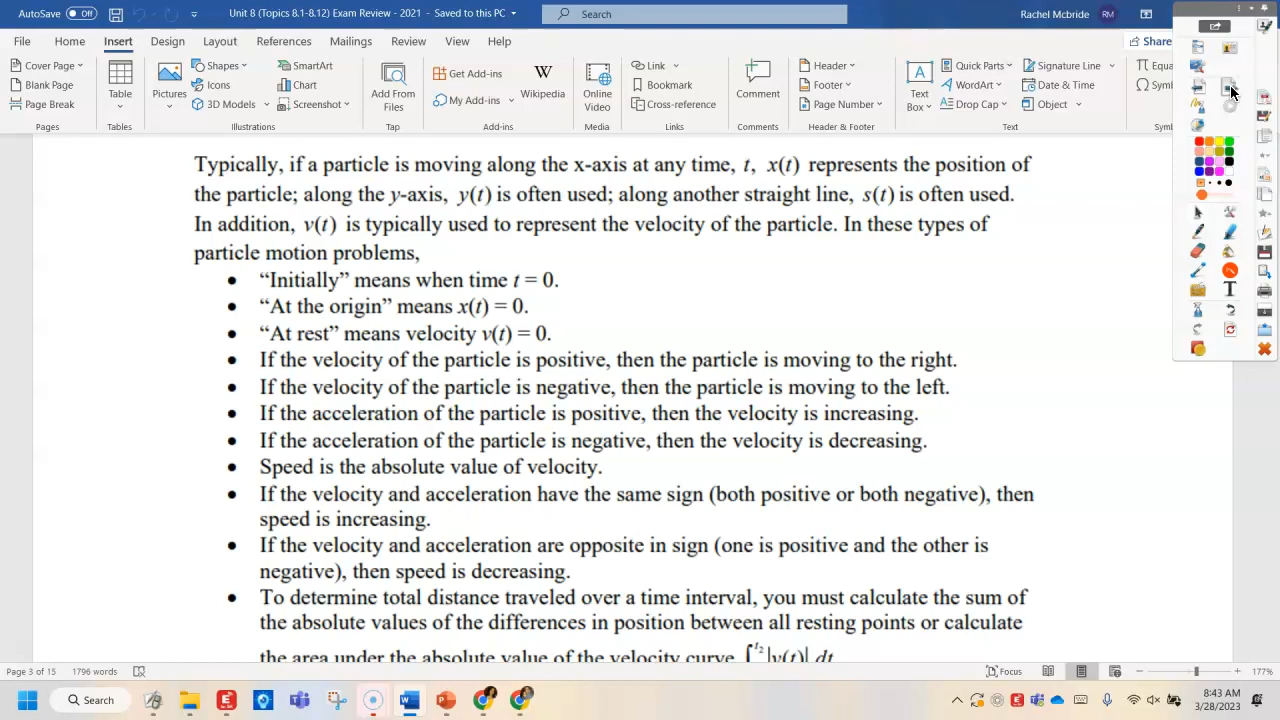 AutoSave Off Unit 8 (Topics 8.1-8.12) Exam Review - 2021 - Saved to this PC Search Rachel Mcbride RM
File Home Insert Design Layout References Mailings Review View Help Share
Cover Page Shapes SmartArt Get Add-ins Link Header Quick Parts Signature Line Equa
Blank Page Icons Chart Bookmark Footer WordArt Date & Time Symb
Page Break Table Pictures 3D Models Screenshot Add From Files My Add-ins Wikipedia Online Video Cross-reference Comment Page Number Text Box Drop Cap Object
Pages Tables Illustrations Tap Add-ins Media Links Comments Header & Footer Text Symb
Typically, if a particle is moving along the x-axis at any time, t, x(t) represents the position of
the particle; along the y-axis, y(t) is often used; along another straight line, s(t) is often used.
In addition, v(t) is typically used to represent the velocity of the particle. In these types of
particle motion problems,
• “Initially” means when time t = 0.
• “At the origin” means x(t) = 0.
• “At rest” means velocity v(t) = 0.
• If the velocity of the particle is positive, then the particle is moving to the right.
• If the velocity of the particle is negative, then the particle is moving to the left.
• If the acceleration of the particle is positive, then the velocity is increasing.
• If the acceleration of the particle is negative, then the velocity is decreasing.
• Speed is the absolute value of velocity.
• If the velocity and acceleration have the same sign (both positive or both negative), then
speed is increasing.
• If the velocity and acceleration are opposite in sign (one is positive and the other is
negative), then speed is decreasing.
• To determine total distance traveled over a time interval, you must calculate the sum of
the absolute values of the differences in position between all resting points or calculate
the area under the absolute value of the velocity curve ∫ t₂ |v(t)| dt
Page 3 of 15 1796 words Focus 177%
Search 8:43 AM
3/28/2023